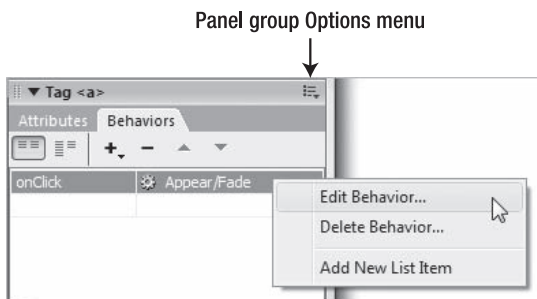 Panel group Options menu
Tag <a>
Attributes Behaviors
onClick Appear/Fade
Edit Behavior...
Delete Behavior...
Add New List Item